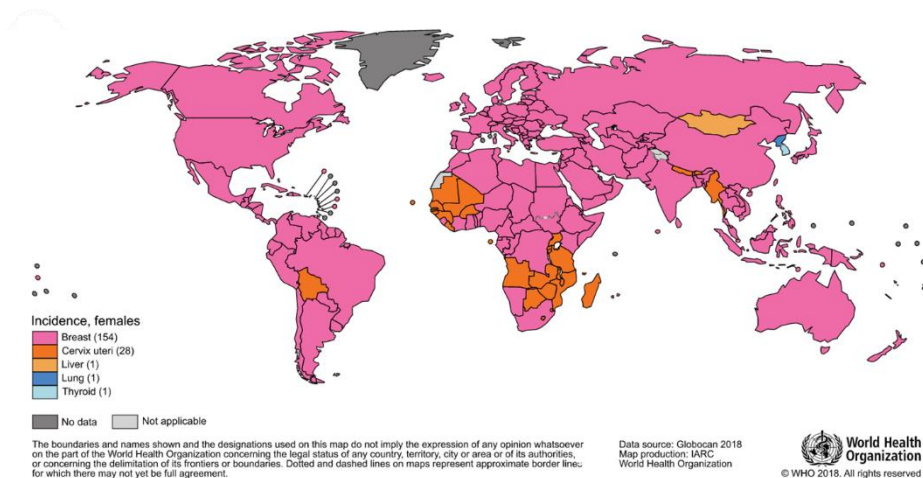 Incidence, females
Breast (154)
Cervix uteri (28)
Liver (1)
Lung (1)
Thyroid (1)
No data
Not applicable
The boundaries and names shown and the designations used on this map do not imply the expression of any opinion whatsoever
on the part of the World Health Organization concerning the legal status of any country, territory, city or area or of its authorities,
or concerning the delimitation of its frontiers or boundaries. Dotted and dashed lines on maps represent approximate border lines
for which there may not yet be full agreement.
Data source: Globocan 2018
Map production: IARC
World Health Organization
World Health
Organization
© WHO 2018. All rights reserved